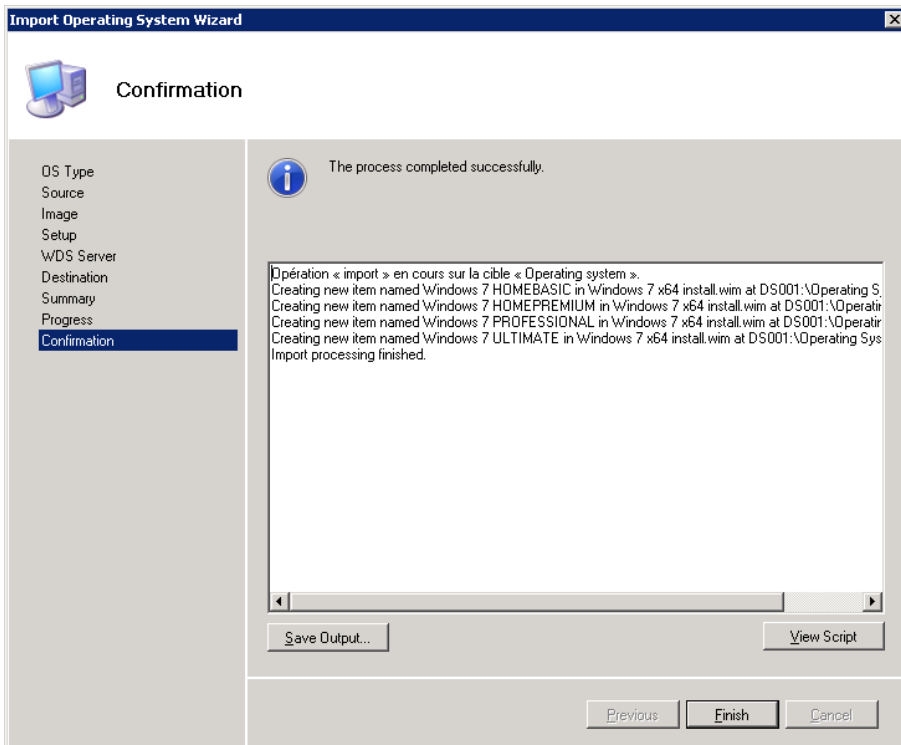 Import Operating System Wizard
Confirmation
OS Type
Source
Image
Setup
WDS Server
Destination
Summary
Progress
Confirmation
The process completed successfully.
Opération « import » en cours sur la cible « Operating system ».
Creating new item named Windows 7 HOMEBASIC in Windows 7 x64 install.wim at DS001:\Operating S
Creating new item named Windows 7 HOMEPREMIUM in Windows 7 x64 install.wim at DS001:\Operatin
Creating new item named Windows 7 PROFESSIONAL in Windows 7 x64 install.wim at DS001:\Operatin
Creating new item named Windows 7 ULTIMATE in Windows 7 x64 install.wim at DS001:\Operating Sys
Import processing finished.
Save Output...
View Script
Previous
Finish
Cancel